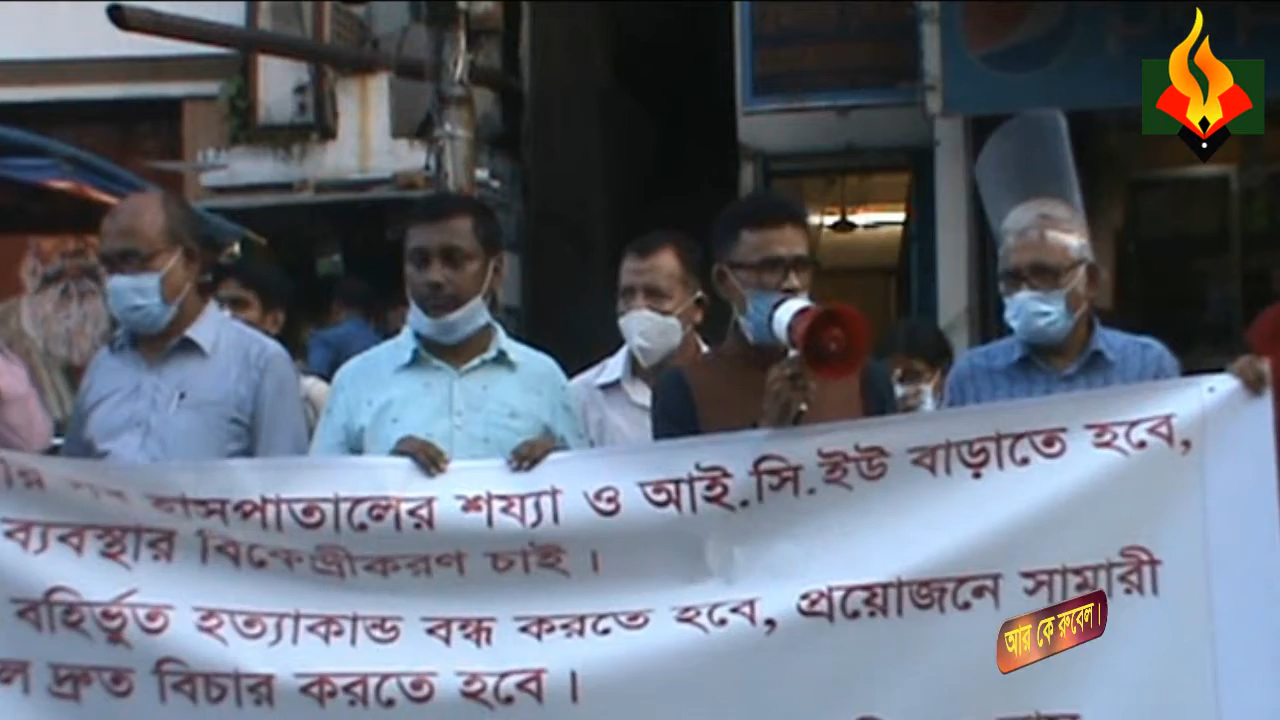 হাসপাতালের শয্যা ও আই.সি.ইউ বাড়াতে হবে,
ব্যবস্থার বিকেন্দ্রীকরণ চাই।
বহির্ভুত হত্যাকান্ড বন্ধ করতে হবে, প্রয়োজনে সামারী
দ্রুত বিচার করতে হবে।
আর কে রুবেল।